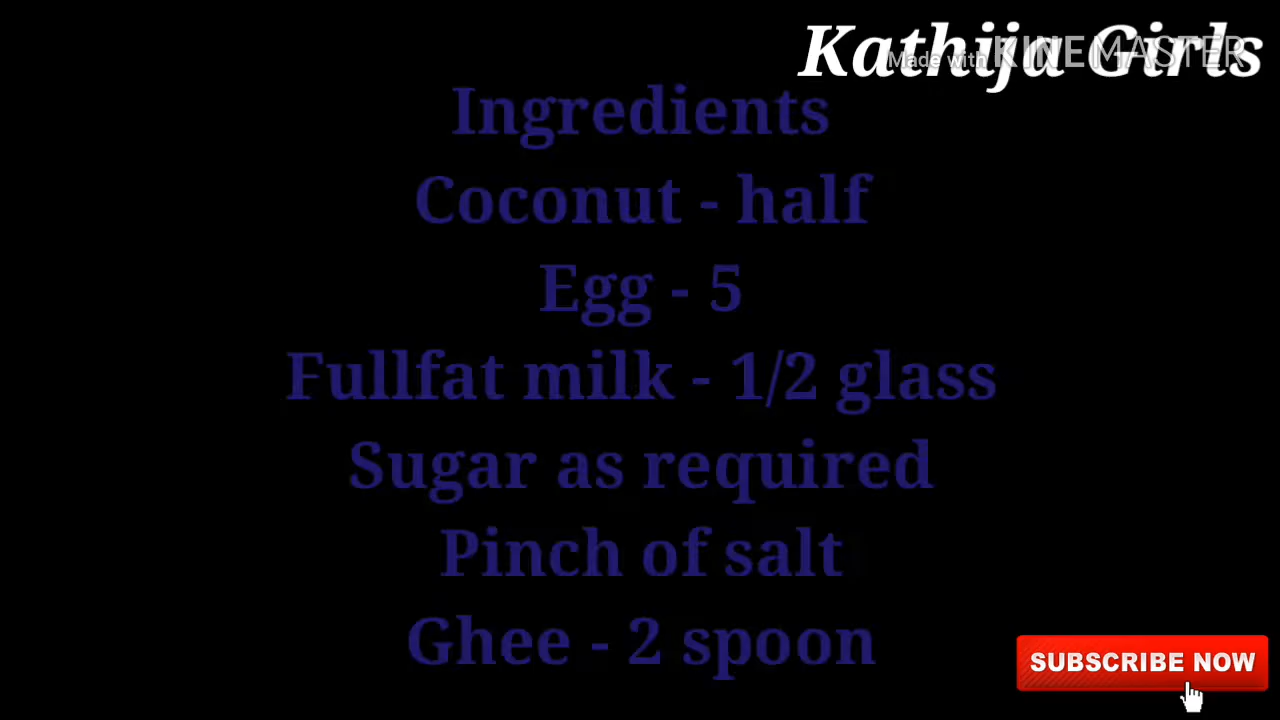 Kathija Girls
Made with KINEMASTER
Ingredients
Coconut - half
Egg - 5
Fullfat milk - 1/2 glass
Sugar as required
Pinch of salt
Ghee - 2 spoon
SUBSCRIBE NOW